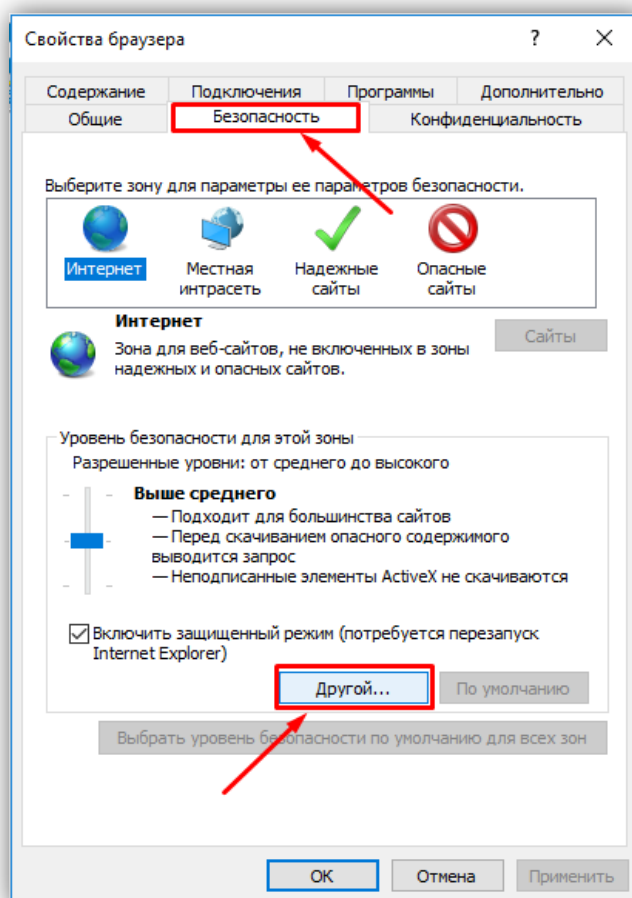 Свойства браузера
Содержание Подключения Программы Дополнительно
Общие Безопасность Конфиденциальность
Выберите зону для параметры ее параметров безопасности.
Интернет Местная интрасеть Надежные сайты Опасные сайты
Интернет
Зона для веб-сайтов, не включенных в зоны
надежных и опасных сайтов.
Сайты
Уровень безопасности для этой зоны
Разрешенные уровни: от среднего до высокого
Выше среднего
— Подходит для большинства сайтов
— Перед скачиванием опасного содержимого
выводится запрос
— Неподписанные элементы ActiveX не скачиваются
Включить защищенный режим (потребуется перезапуск
Internet Explorer)
Другой... По умолчанию
Выбрать уровень безопасности по умолчанию для всех зон
ОК Отмена Применить